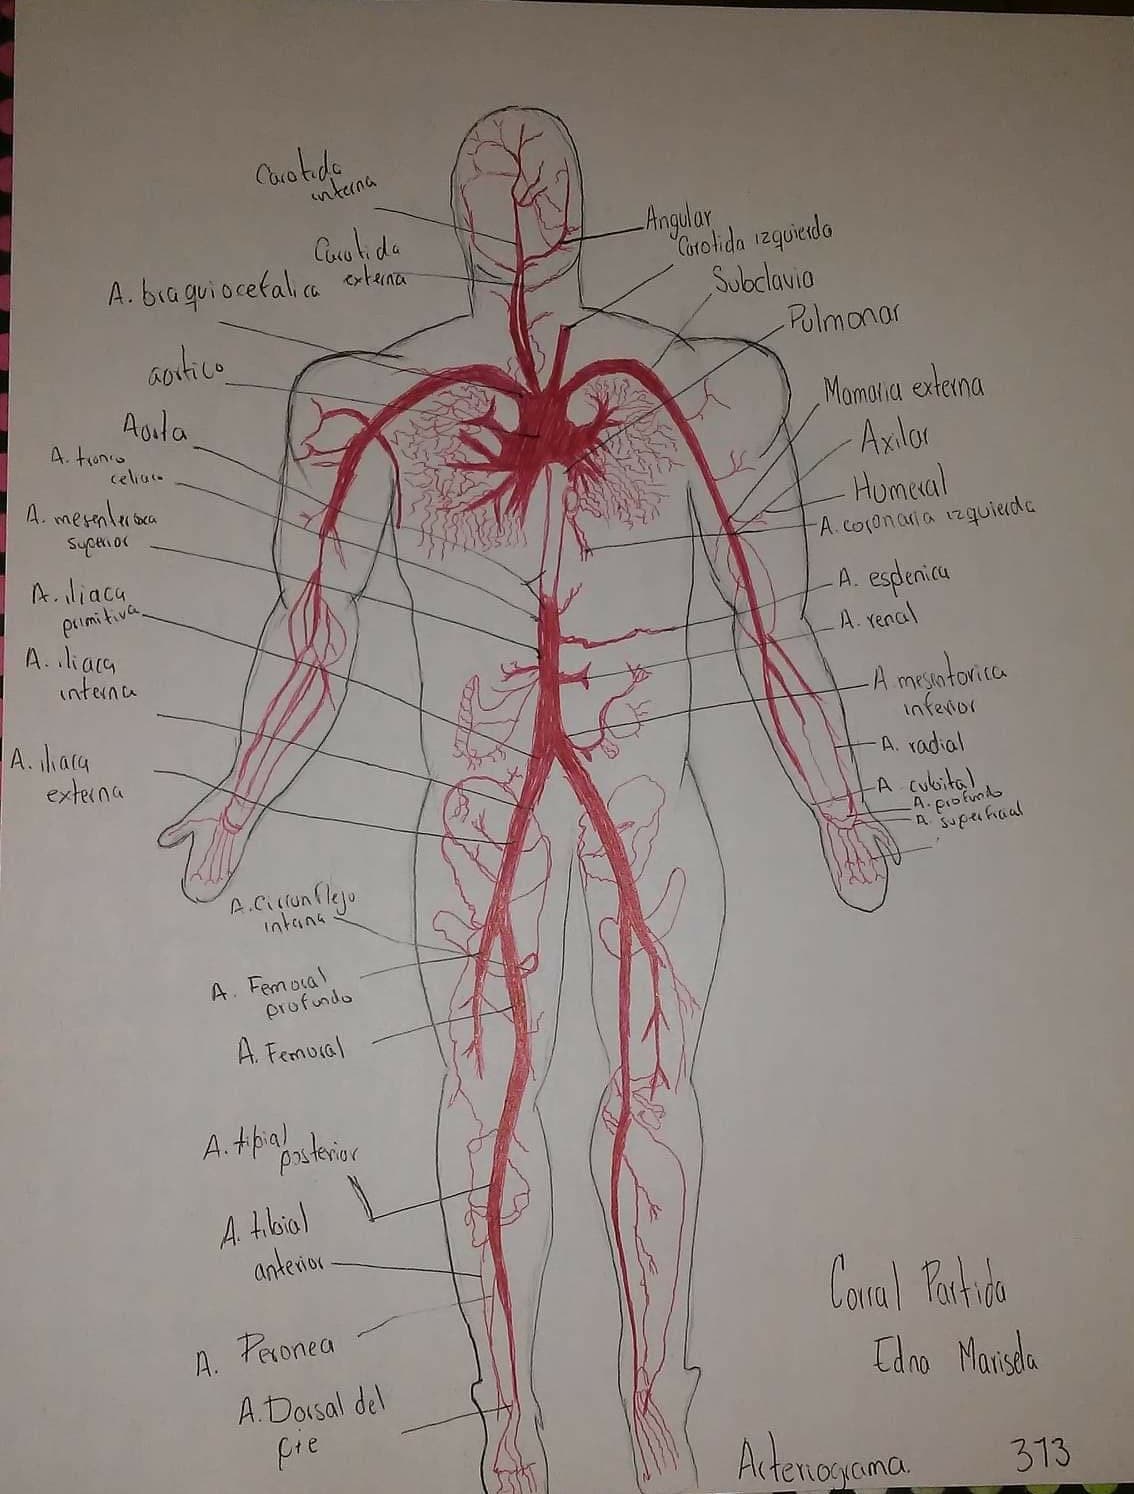 Carotida
interna
Carotida
externa
A. braquiocefalica
aortico
Aorta
A. tronco
celiaco
A. mesenterica
superior
A. iliaca
primitiva
A. iliaca
interna
A. iliaca
externa
A. Circunflejo
interna
A. Femoral
profundo
A. Femoral
A. tibial
posterior
A. tibial
anterior
A. Peronea
A. Dorsal del
pie
Angular
Carotida izquierda
Subclavia
Pulmonar
Mamaria externa
Axilar
Humeral
A. coronaria izquierda
A. esplenica
A. renal
A. mesentorica
inferior
A. radial
A. cubital
A. profundo
A. superficial
Corral Partida
Edna Marisela
Arteriograma.
313